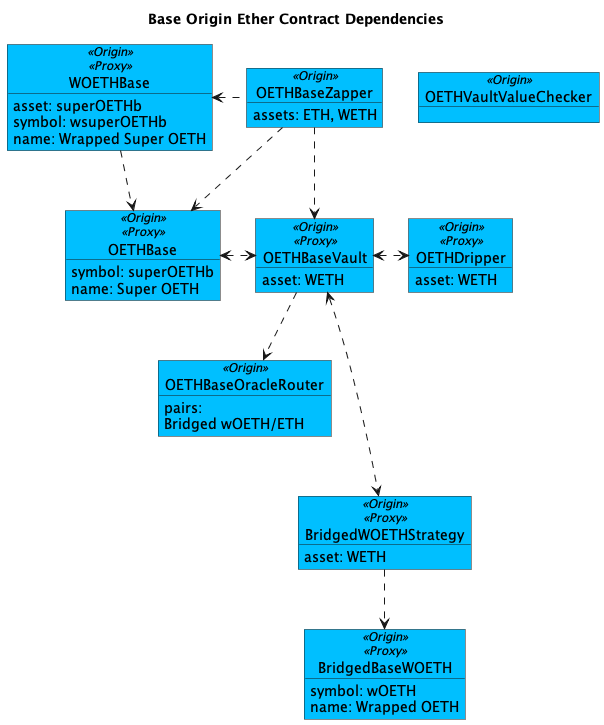 Base Origin Ether Contract Dependencies
«Origin»
«Proxy»
WOETHBase
asset: superOETHb
symbol: wsuperOETHb
name: Wrapped Super OETH
«Origin»
OETHBaseZapper
assets: ETH, WETH
«Origin»
OETHVaultValueChecker
«Origin»
«Proxy»
OETHBase
symbol: superOETHb
name: Super OETH
«Origin»
«Proxy»
OETHBaseVault
asset: WETH
«Origin»
«Proxy»
OETHDripper
asset: WETH
«Origin»
OETHBaseOracleRouter
pairs:
Bridged wOETH/ETH
«Origin»
«Proxy»
BridgedWOETHStrategy
asset: WETH
«Origin»
«Proxy»
BridgedBaseWOETH
symbol: wOETH
name: Wrapped OETH